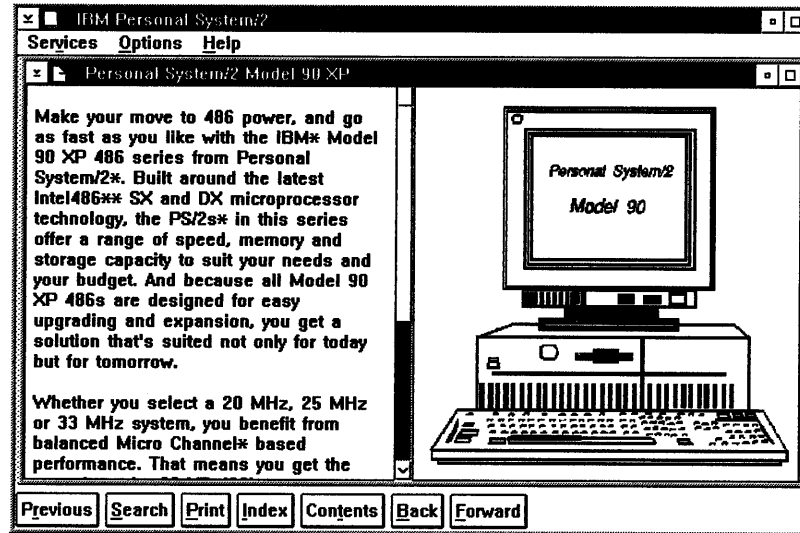 IBM Personal System/2
Services Options Help
Personal System/2 Model 90 XP
Make your move to 486 power, and go
as fast as you like with the IBM* Model
90 XP 486 series from Personal
System/2*. Built around the latest
Intel486** SX and DX microprocessor
technology, the PS/2s* in this series
offer a range of speed, memory and
storage capacity to suit your needs and
your budget. And because all Model 90
XP 486s are designed for easy
upgrading and expansion, you get a
solution that's suited not only for today
but for tomorrow.
Whether you select a 20 MHz, 25 MHz
or 33 MHz system, you benefit from
balanced Micro Channel* based
performance. That means you get the
Personal System/2
Model 90
Previous Search Print Index Contents Back Forward